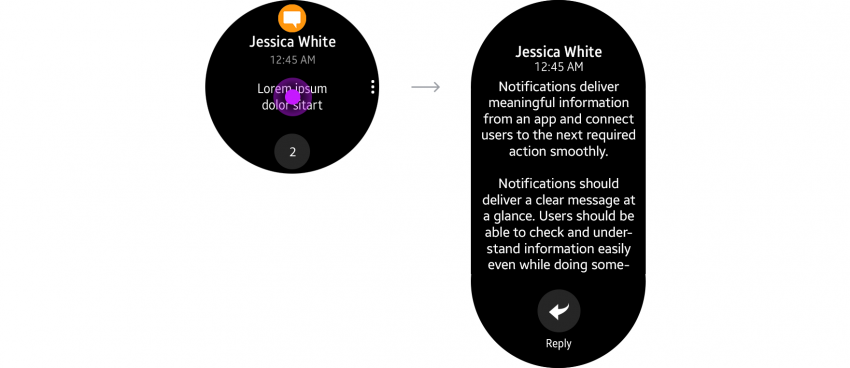 Jessica White
12:45 AM
Lorem ipsum
dolor sitart
2
Jessica White
12:45 AM
Notifications deliver
meaningful information
from an app and connect
users to the next required
action smoothly.
Notifications should
deliver a clear message at
a glance. Users should be
able to check and under-
stand information easily
even while doing some-
Reply